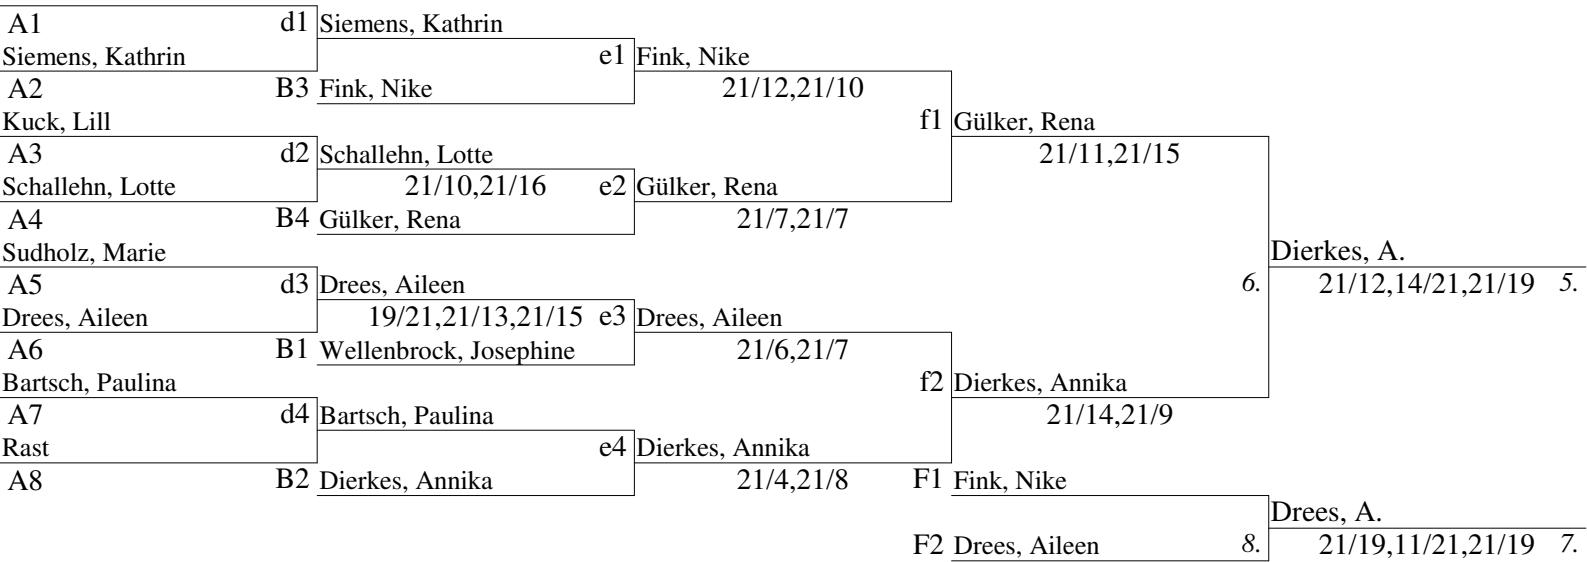 A1 d1 Siemens, Kathrin
Siemens, Kathrin e1 Fink, Nike
A2 B3 Fink, Nike 21/12,21/10
Kuck, Lill f1 Gülker, Rena
A3 d2 Schallehn, Lotte 21/11,21/15
Schallehn, Lotte 21/10,21/16 e2 Gülker, Rena
A4 B4 Gülker, Rena 21/7,21/7
Sudholz, Marie Dierkes, A.
A5 d3 Drees, Aileen 6. 21/12,14/21,21/19 5.
Drees, Aileen 19/21,21/13,21/15 e3 Drees, Aileen
A6 B1 Wellenbrock, Josephine 21/6,21/7
Bartsch, Paulina f2 Dierkes, Annika
A7 d4 Bartsch, Paulina 21/14,21/9
Rast e4 Dierkes, Annika
A8 B2 Dierkes, Annika 21/4,21/8 F1 Fink, Nike
Drees, A.
F2 Drees, Aileen 8. 21/19,11/21,21/19 7.